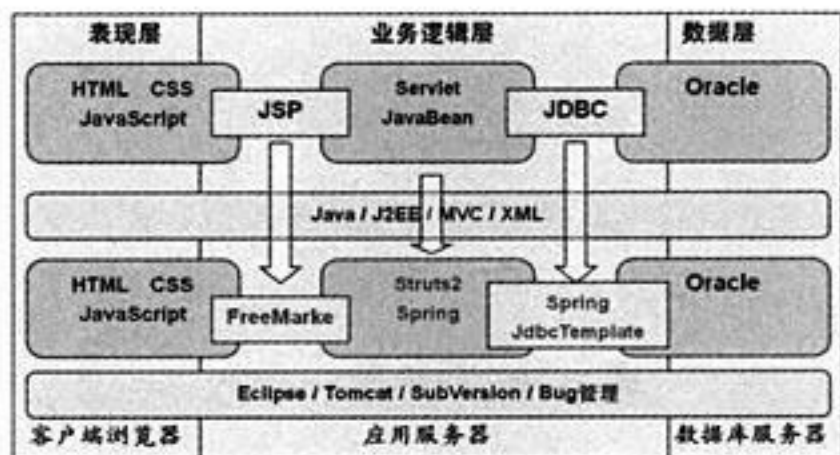 表现层 业务逻辑层 数据层
HTML CSS JSP Servlet JDBC Oracle
JavaScript JavaBean
Java / J2EE / MVC / XML
HTML CSS Struts2 Oracle
JavaScript FreeMarke Spring Spring
JdbcTemplate
Eclipse / Tomcat / SubVersion / Bug管理
客户端浏览器 应用服务器 数据库服务器